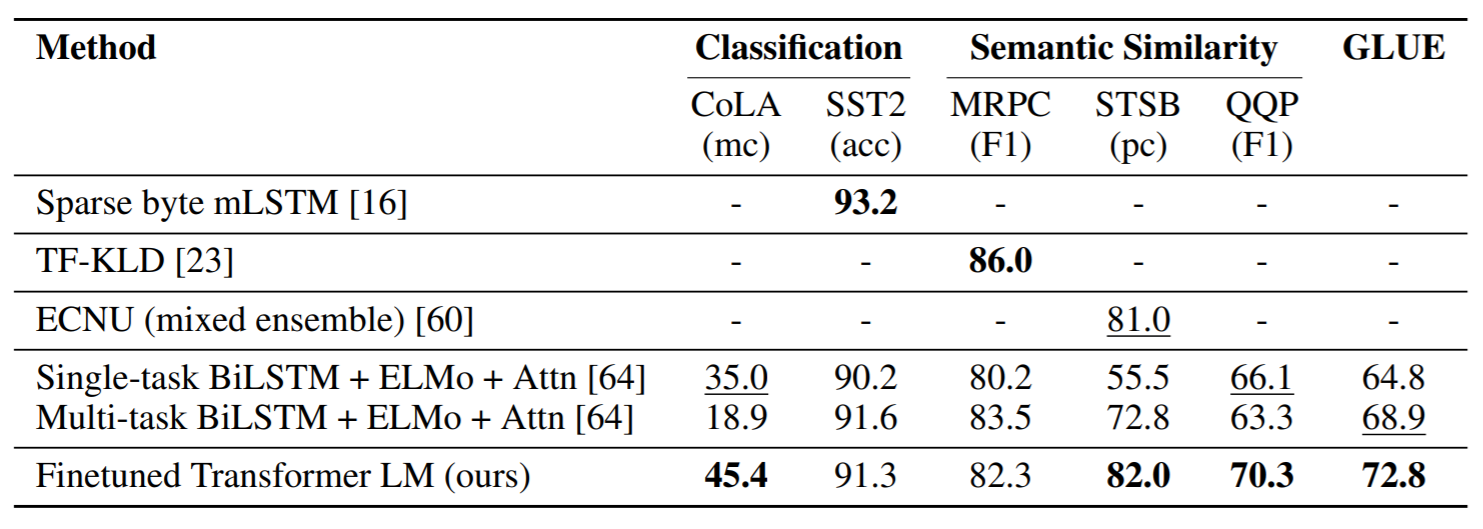 Method Classification Semantic Similarity GLUE
CoLA SST2 MRPC STSB QQP
(mc) (acc) (F1) (pc) (F1)
Sparse byte mLSTM [16] - 93.2 - - - -
TF-KLD [23] - - 86.0 - - -
ECNU (mixed ensemble) [60] - - - 81.0 - -
Single-task BiLSTM + ELMo + Attn [64] 35.0 90.2 80.2 55.5 66.1 64.8
Multi-task BiLSTM + ELMo + Attn [64] 18.9 91.6 83.5 72.8 63.3 68.9
Finetuned Transformer LM (ours) 45.4 91.3 82.3 82.0 70.3 72.8